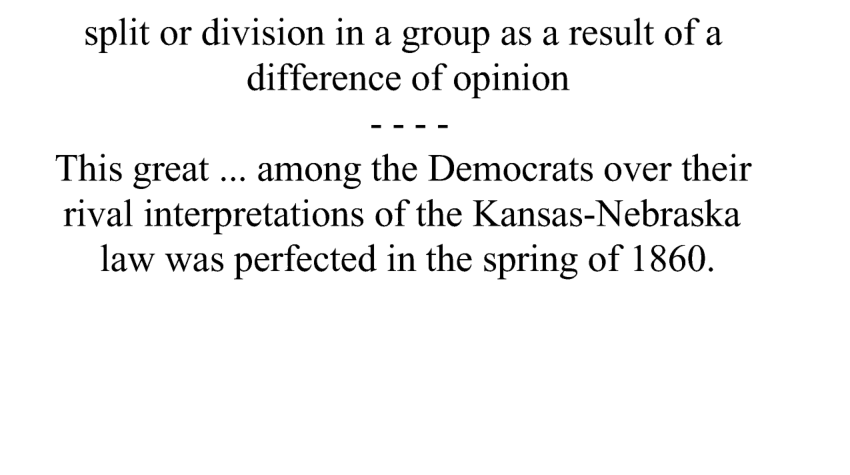 split or division in a group as a result of a
difference of opinion
- - - -
This great ... among the Democrats over their
rival interpretations of the Kansas-Nebraska
law was perfected in the spring of 1860.